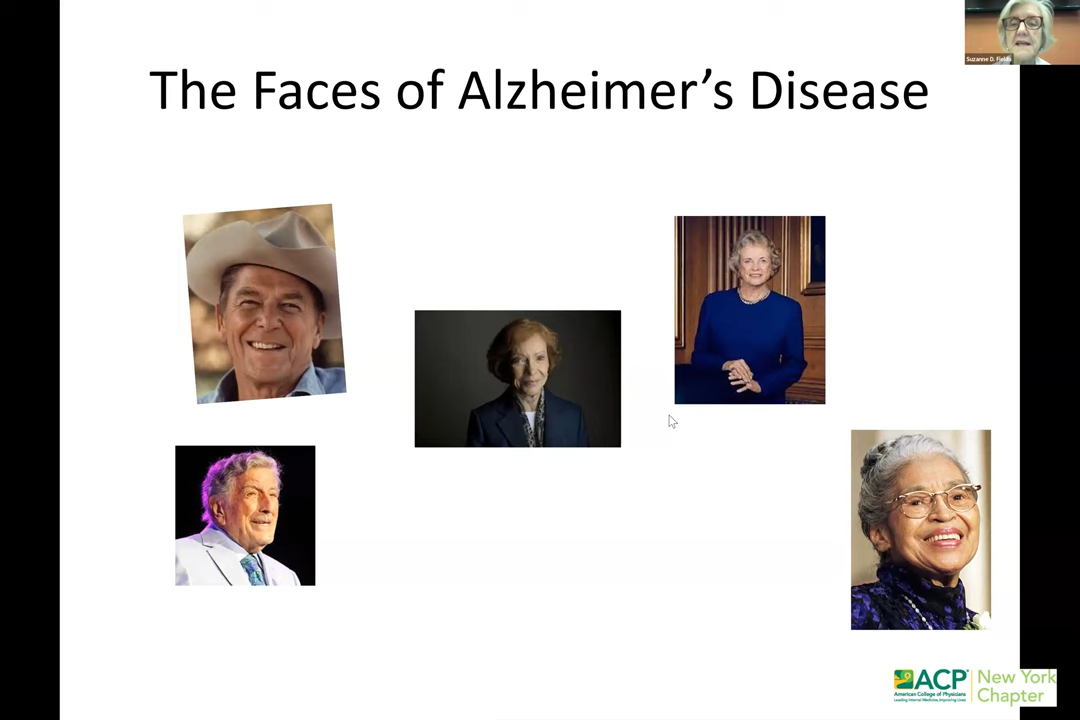 Suzanne D. Fields
The Faces of Alzheimer’s Disease
ACP
American College of Physicians
Leading Internal Medicine, Improving Lives
New York
Chapter